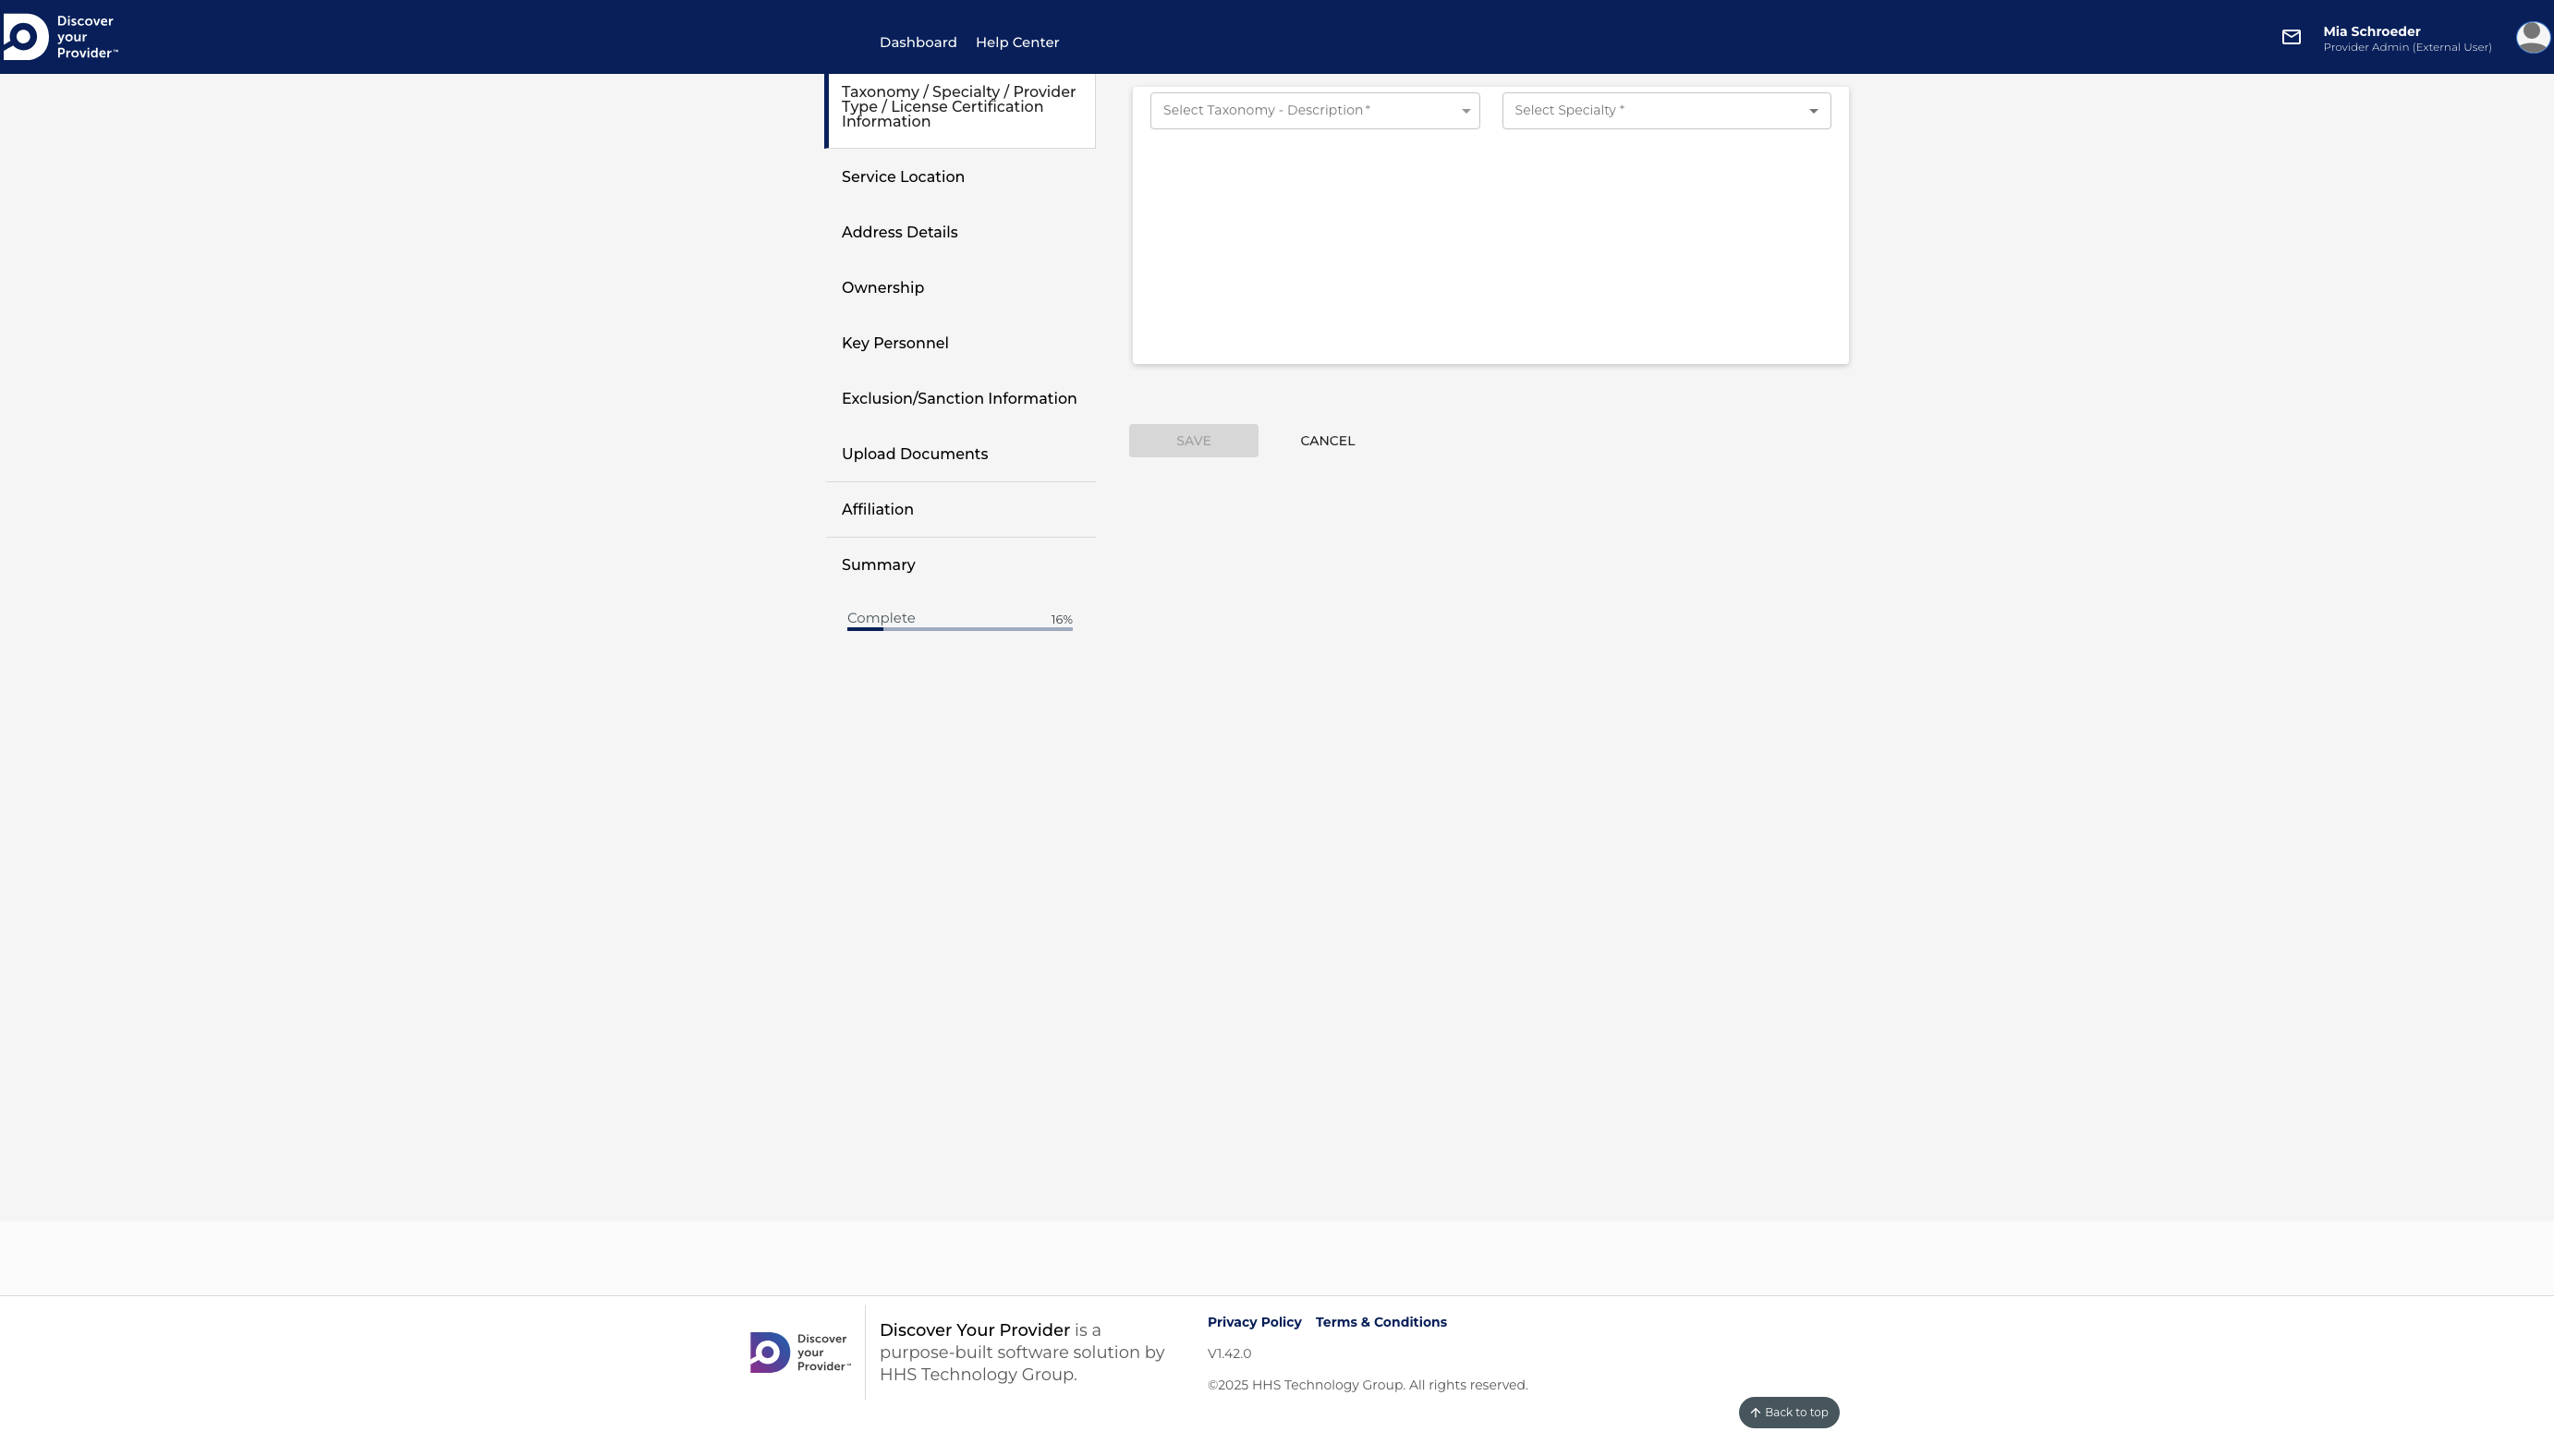 Discover
your
Provider™
Dashboard Help Center
Mia Schroeder
Provider Admin (External User)
Taxonomy / Specialty / Provider
Type / License Certification
Information
Service Location
Address Details
Ownership
Key Personnel
Exclusion/Sanction Information
Upload Documents
Affiliation
Summary
Complete 16%
Select Taxonomy - Description *
Select Specialty *
SAVE
CANCEL
Discover
your
Provider™
Discover Your Provider is a
purpose-built software solution by
HHS Technology Group.
Privacy Policy Terms & Conditions
V1.42.0
©2025 HHS Technology Group. All rights reserved.
Back to top